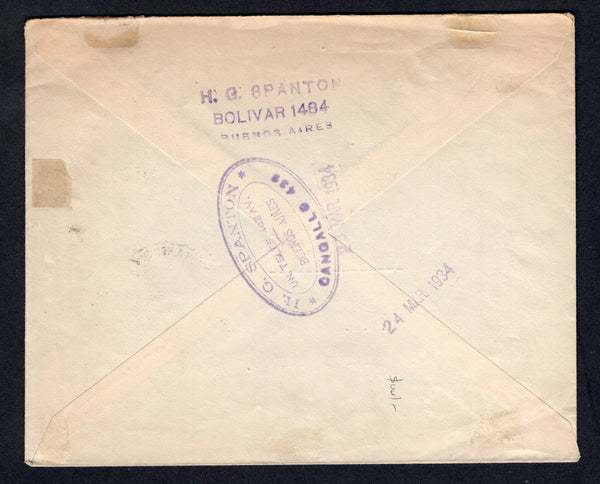 H. G. SPANTON
BOLIVAR 1484
BUENOS AIRES
* H. G. SPANTON *
CANGALLO 439
BUENOS AIRES
MAR 1934
24 MAR 1934